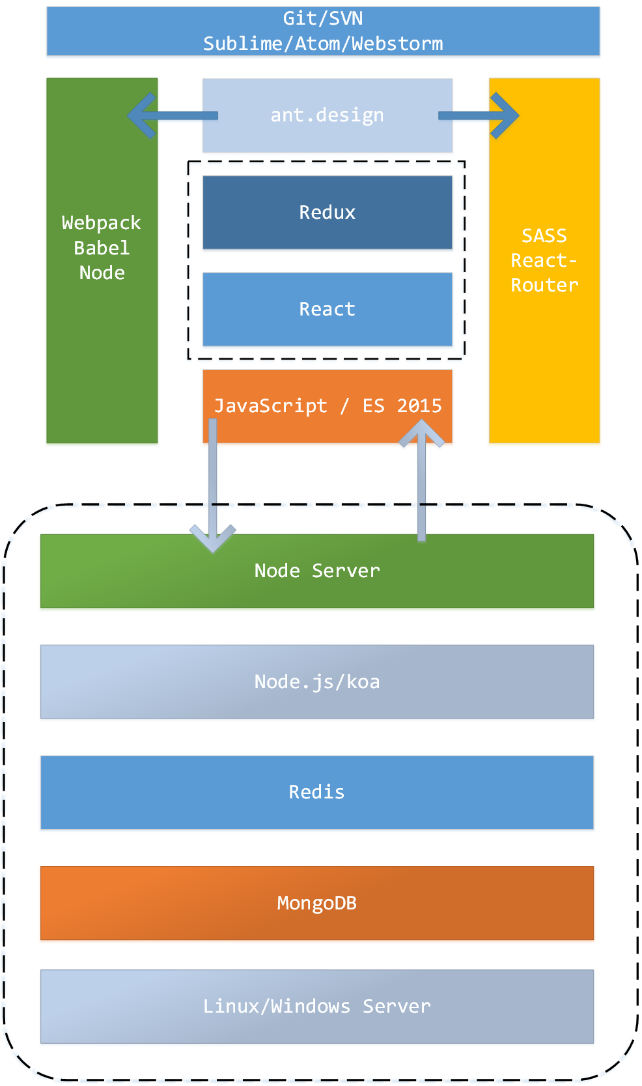 Git/SVN
Sublime/Atom/Webstorm
ant.design
Webpack
Babel
Node
Redux
React
SASS
React-
Router
JavaScript / ES 2015
Node Server
Node.js/koa
Redis
MongoDB
Linux/Windows Server